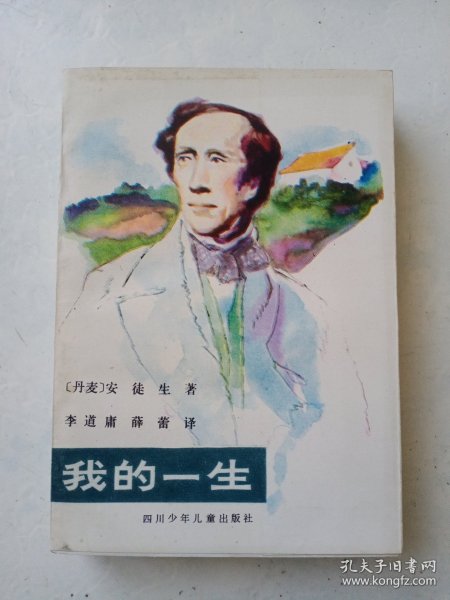 〔丹麦〕安徒生著
李道庸薛蕾译
我的一生
四川少年儿童出版社
孔夫子旧书网
www.kongfz.com